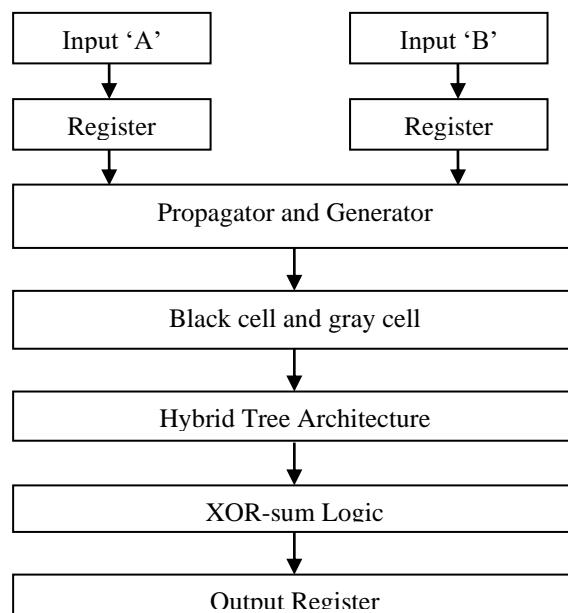 Input ‘A’
Input ‘B’
Register
Register
Propagator and Generator
Black cell and gray cell
Hybrid Tree Architecture
XOR-sum Logic
Output Register